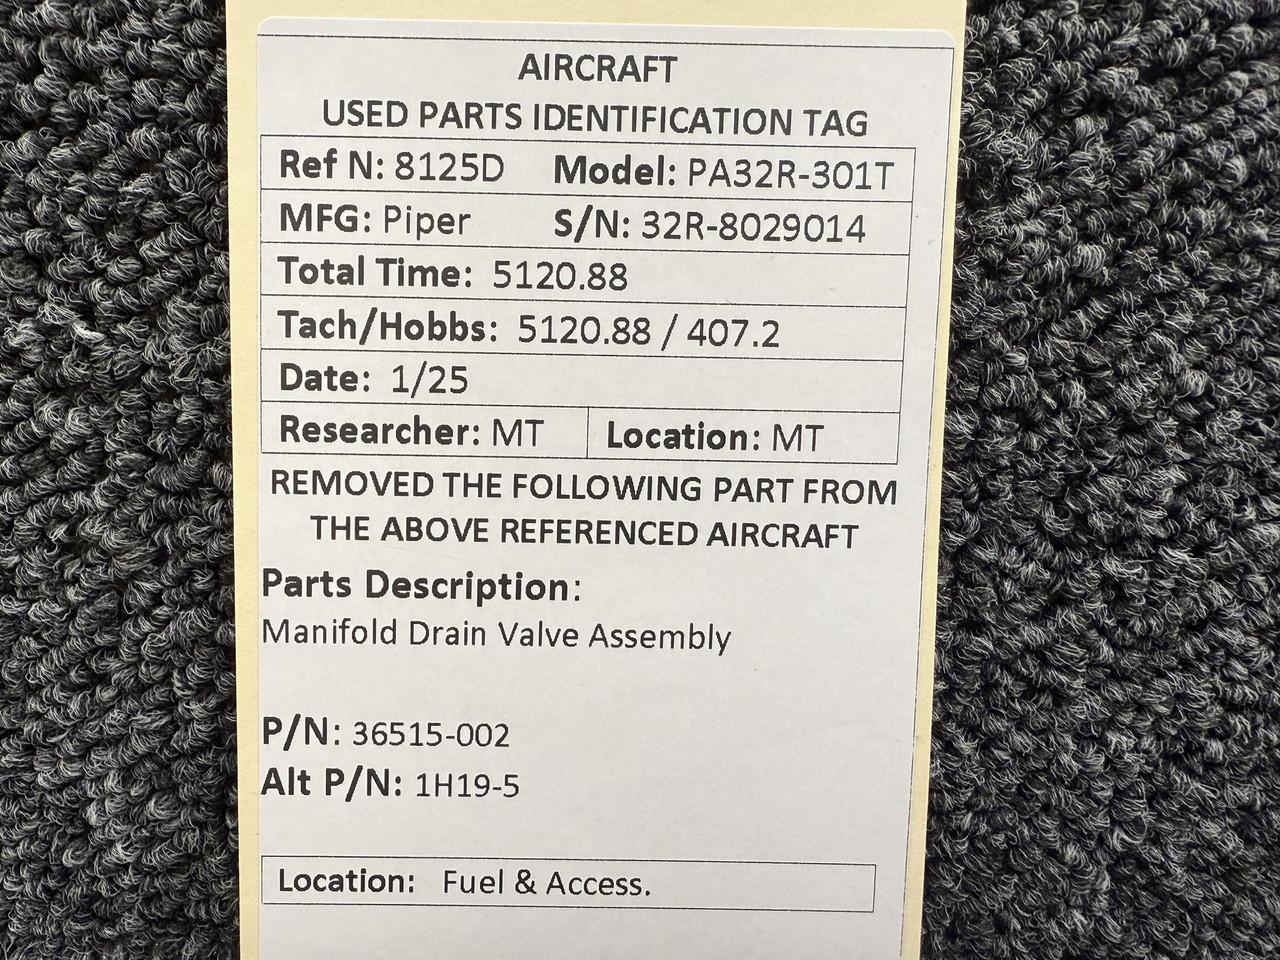 AIRCRAFT
USED PARTS IDENTIFICATION TAG
Ref N: 8125D Model: PA32R-301T
MFG: Piper S/N: 32R-8029014
Total Time: 5120.88
Tach/Hobbs: 5120.88 / 407.2
Date: 1/25
Researcher: MT Location: MT
REMOVED THE FOLLOWING PART FROM
THE ABOVE REFERENCED AIRCRAFT
Parts Description:
Manifold Drain Valve Assembly
P/N: 36515-002
Alt P/N: 1H19-5
Location: Fuel & Access.